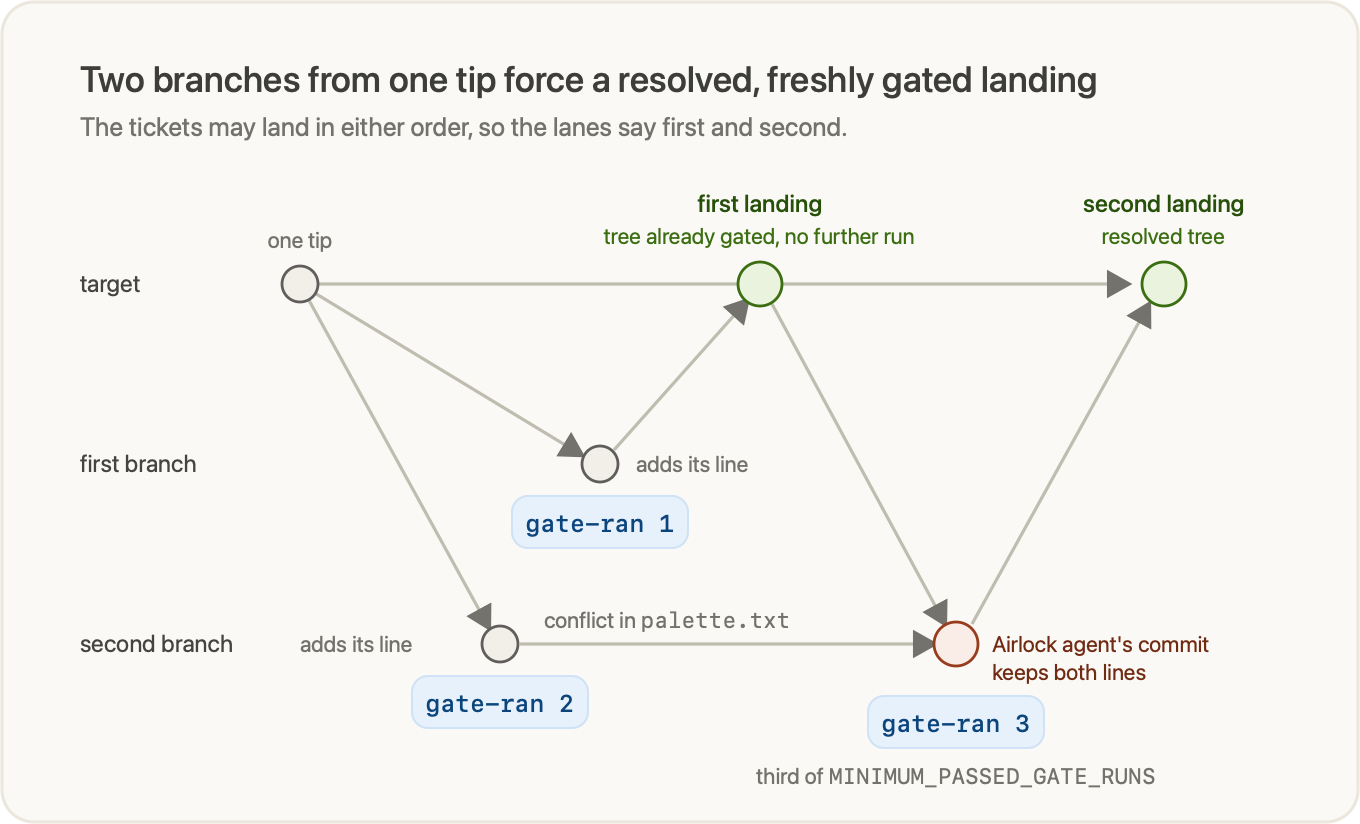 Two branches from one tip force a resolved, freshly gated landing
The tickets may land in either order, so the lanes say first and second.
first landing
second landing
tree already gated, no further run
resolved tree
one tip
target
first branch
adds its line
gate-ran 1
conflict in palette.txt
second branch
adds its line
Airlock agent's commit
keeps both lines
gate-ran 2
gate-ran 3
third of MINIMUM_PASSED_GATE_RUNS